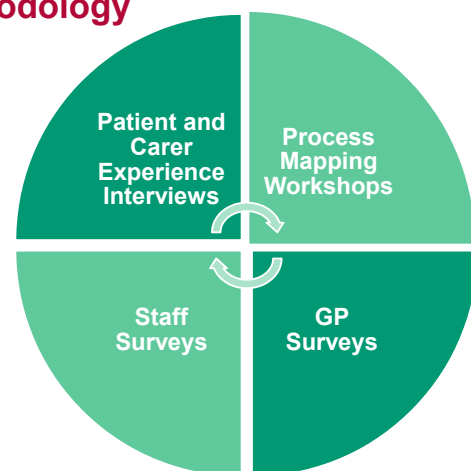 odology
Patient and
Carer
Experience
Interviews
Process
Mapping
Workshops
Staff
Surveys
GP
Surveys